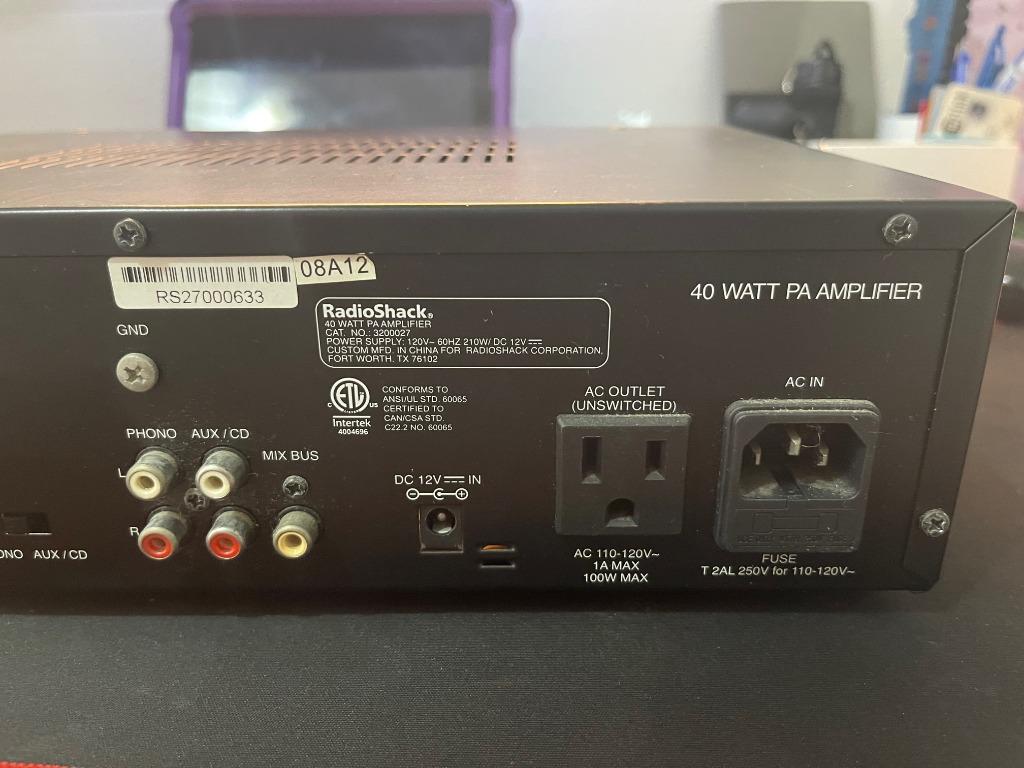 08A12
RS27000633
40 WATT PA AMPLIFIER
RadioShack®
40 WATT PA AMPLIFIER
CAT. NO.: 3200027
POWER SUPPLY: 120V~ 60HZ 210W/ DC 12V
CUSTOM MFD. IN CHINA FOR RADIOSHACK CORPORATION,
FORT WORTH. TX 76102
GND
ETL
C US
Intertek
4004696
CONFORMS TO
ANSI/UL STD. 60065
CERTIFIED TO
CAN/CSA STD.
C22.2 NO. 60065
PHONO AUX / CD
MIX BUS
L
R
ONO AUX / CD
DC 12V IN
AC OUTLET
(UNSWITCHED)
AC 110-120V~
1A MAX
100W MAX
AC IN
FUSE
T 2AL 250V for 110-120V~